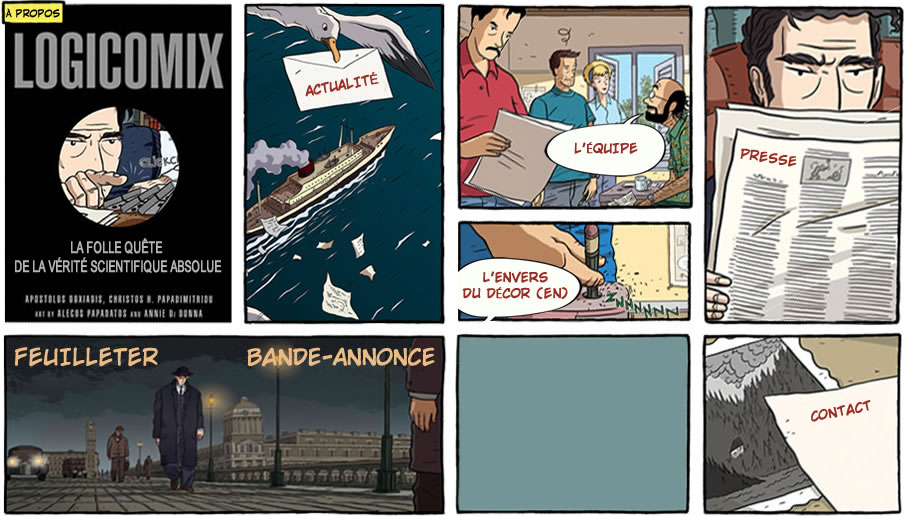 À PROPOS
LOGICOMIX
LA FOLLE QUÊTE
DE LA VÉRITÉ SCIENTIFIQUE ABSOLUE
APOSTOLOS DOXIADIS, CHRISTOS H. PAPADIMITRIOU
ART BY ALECOS PAPADATOS AND ANNIE DI DONNA
ACTUALITÉ
L'ÉQUIPE
L'ENVERS
DU DÉCOR (EN)
ZNNNNNN
PRESSE
FEUILLETER BANDE-ANNONCE
CONTACT